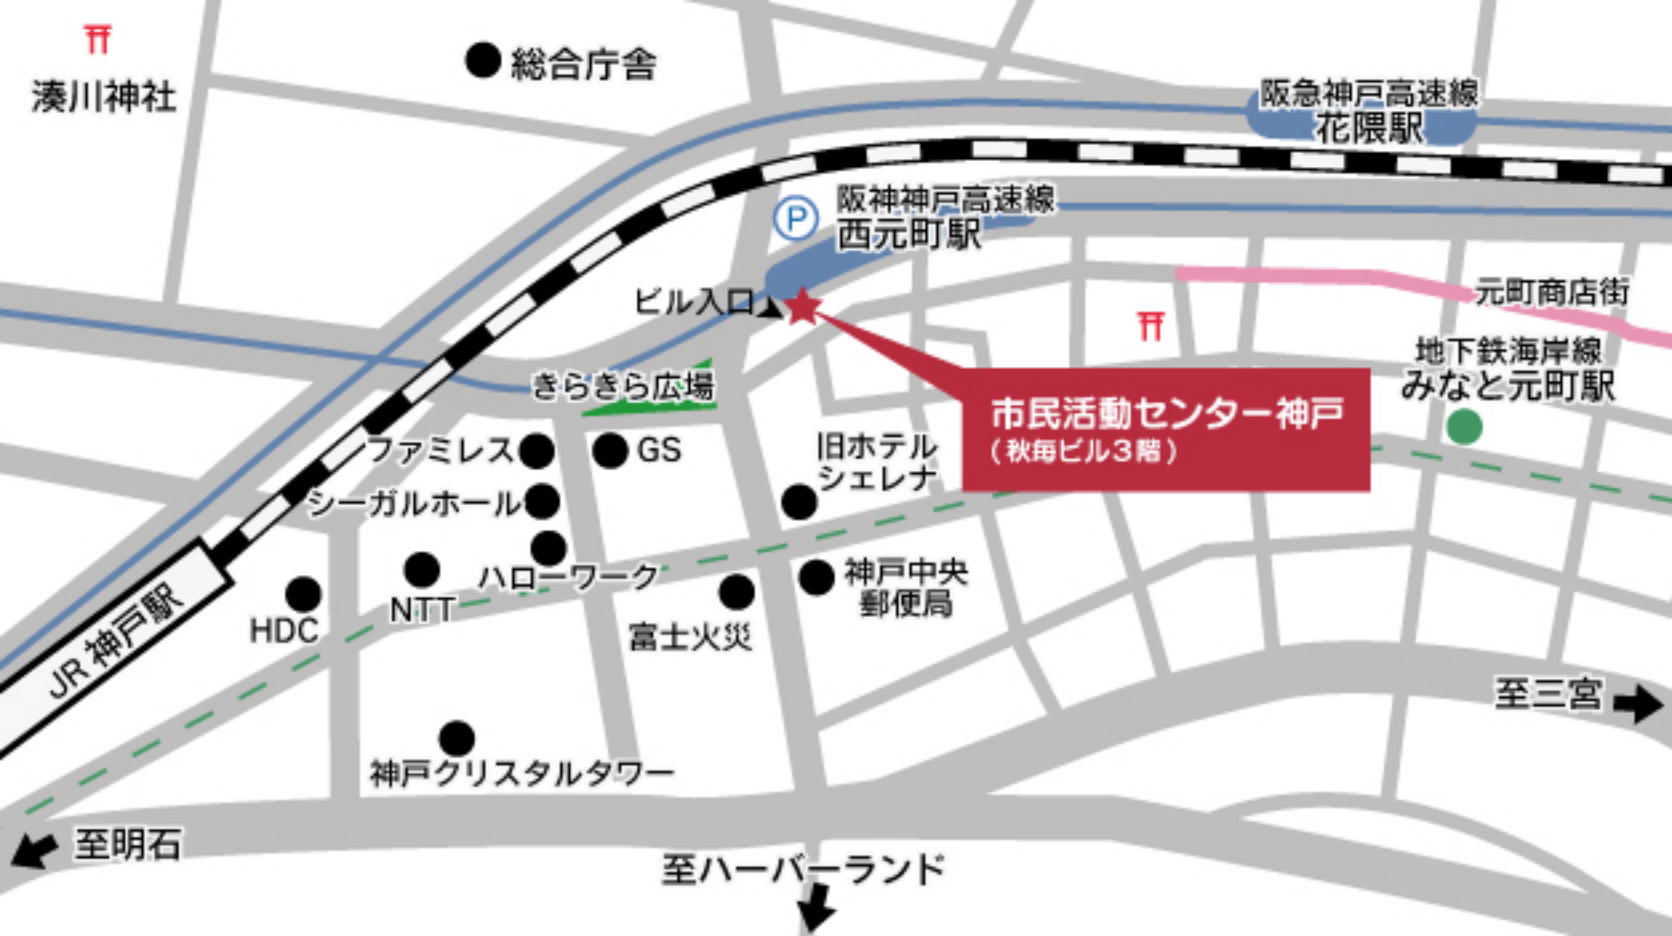 総合庁舎
湊川神社
阪急神戸高速線
花隈駅
P
阪神神戸高速線
西元町駅
ビル入口
元町商店街
地下鉄海岸線
みなと元町駅
きらきら広場
市民活動センター神戸
(秋毎ビル3階)
ファミレス
GS
旧ホテル
シェレナ
シーガルホール
ハローワーク
NTT
HDC
神戸中央
郵便局
富士火災
JR 神戸駅
至三宮
神戸クリスタルタワー
至明石
至ハーバーランド